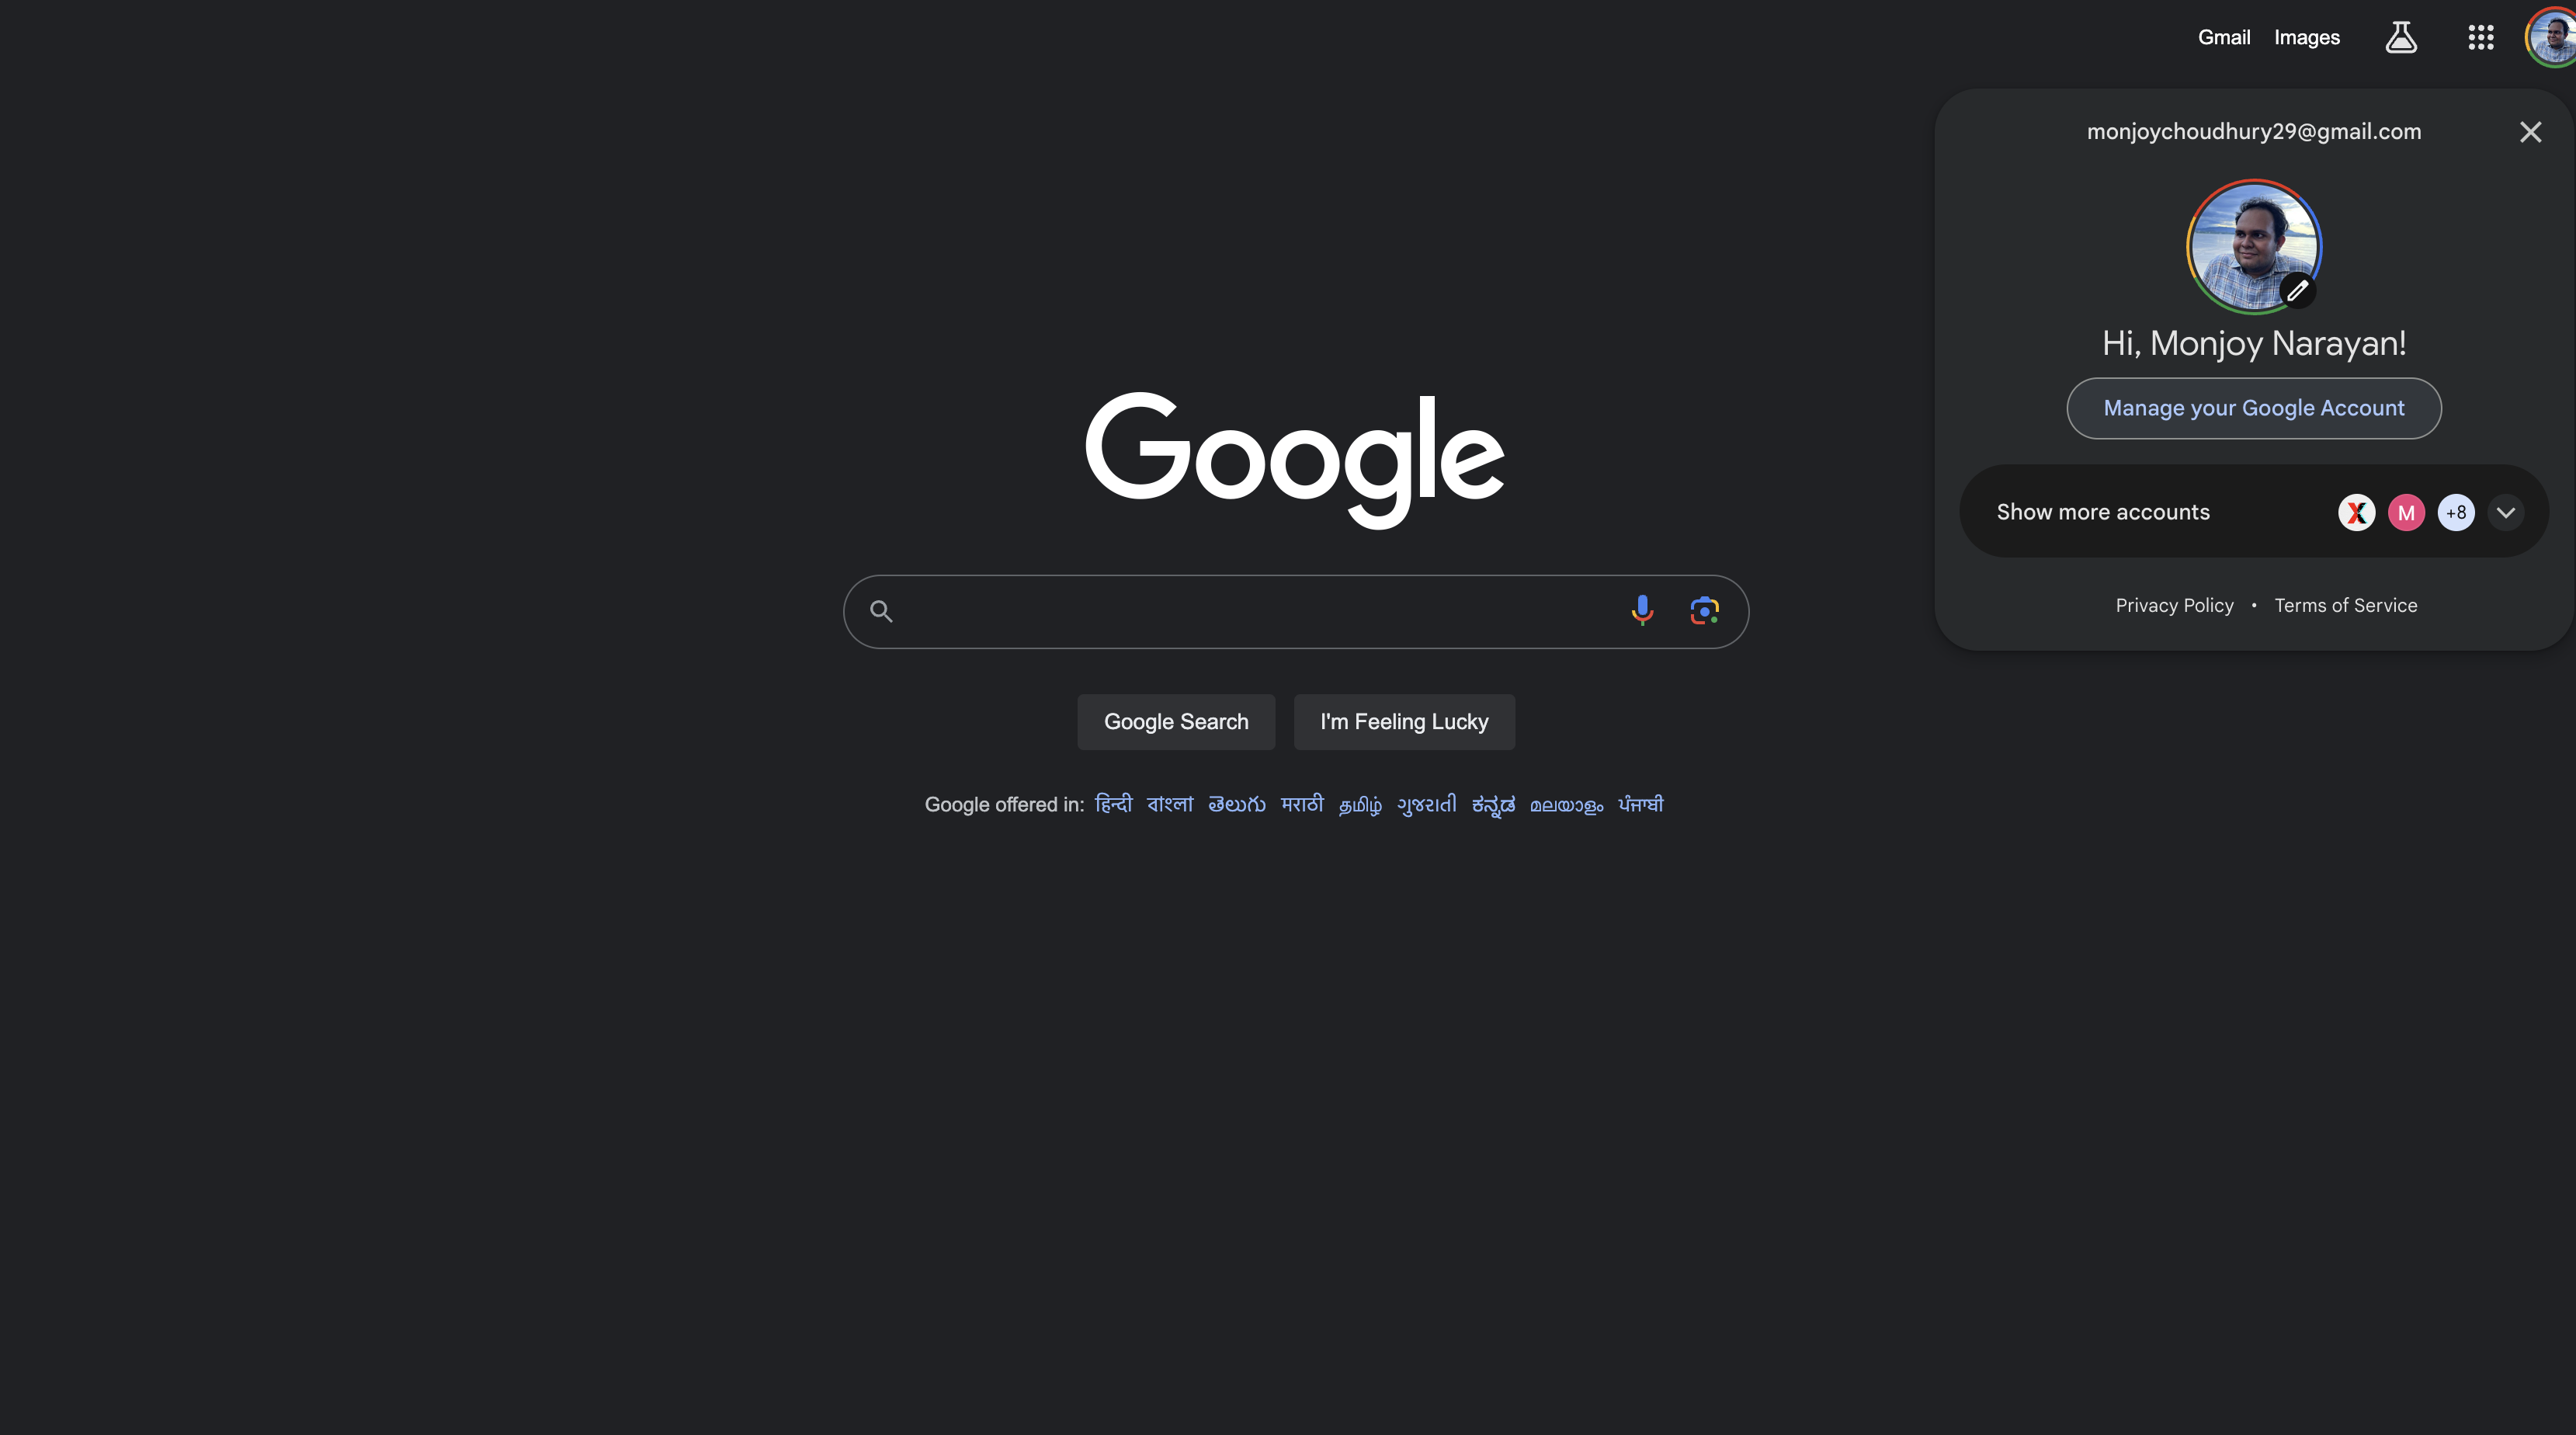 Gmail Images
monjoychoudhury29@gmail.com
Hi, Monjoy Narayan!
Manage your Google Account
Show more accounts X M +8
Privacy Policy • Terms of Service
Google
Google Search I'm Feeling Lucky
Google offered in: हिन्दी বাংলা తెలుగు मराठी தமிழ் ગુજરાતી ಕನ್ನಡ മലയാളം ਪੰਜਾਬੀ